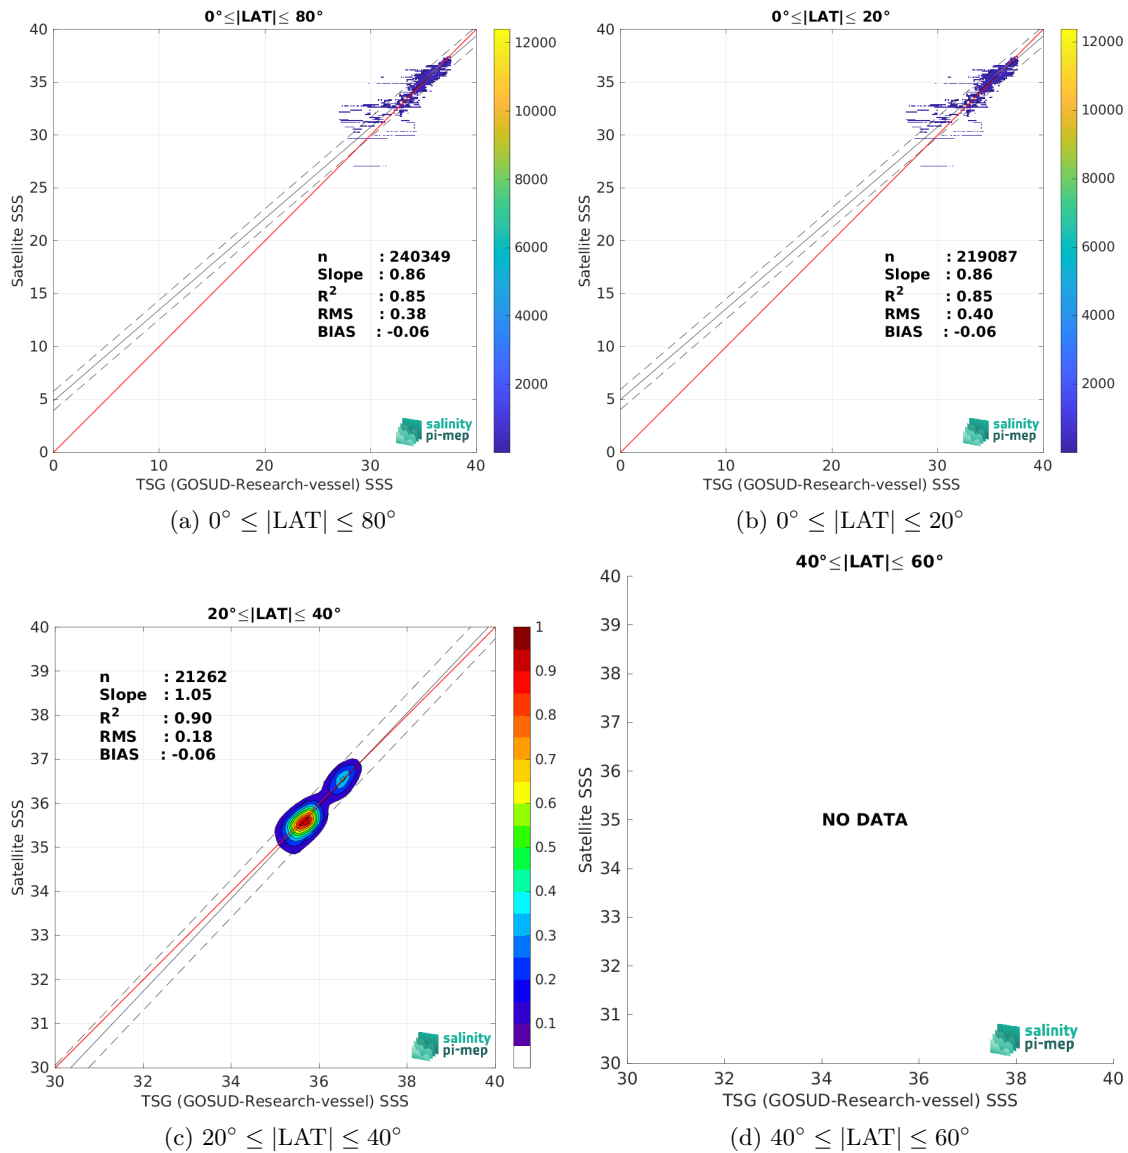 0°≤|LAT|≤ 80°
40
35
30
25
20
15
10
5
0
0
10
20
30
40
Satellite SSS
TSG (GOSUD-Research-vessel) SSS
n : 240349
Slope : 0.86
R² : 0.85
RMS : 0.38
BIAS : -0.06
salinity
pi-mep
12000
10000
8000
6000
4000
2000
(a) 0° ≤ |LAT| ≤ 80°
0°≤|LAT|≤ 20°
40
35
30
25
20
15
10
5
0
0
10
20
30
40
Satellite SSS
TSG (GOSUD-Research-vessel) SSS
n : 219087
Slope : 0.86
R² : 0.85
RMS : 0.40
BIAS : -0.06
salinity
pi-mep
12000
10000
8000
6000
4000
2000
(b) 0° ≤ |LAT| ≤ 20°
20°≤|LAT|≤ 40°
40
39
38
37
36
35
34
33
32
31
30
30
32
34
36
38
40
Satellite SSS
TSG (GOSUD-Research-vessel) SSS
n : 21262
Slope : 1.05
R² : 0.90
RMS : 0.18
BIAS : -0.06
salinity
pi-mep
1
0.9
0.8
0.7
0.6
0.5
0.4
0.3
0.2
0.1
(c) 20° ≤ |LAT| ≤ 40°
40°≤|LAT|≤ 60°
40
39
38
37
36
35
34
33
32
31
30
30
32
34
36
38
40
Satellite SSS
TSG (GOSUD-Research-vessel) SSS
NO DATA
salinity
pi-mep
(d) 40° ≤ |LAT| ≤ 60°